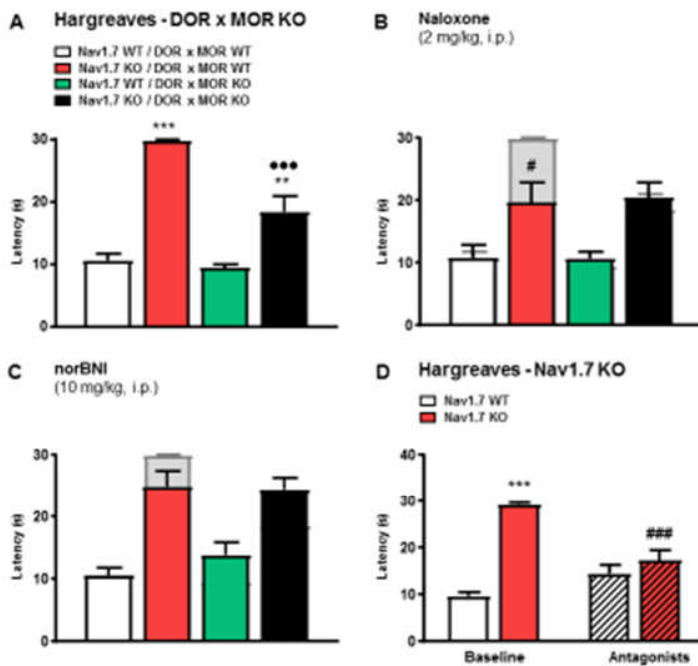 A
Hargreaves - DOR x MOR KO
Nav1.7 WT / DOR x MOR WT
Nav1.7 KO / DOR x MOR WT
Nav1.7 WT / DOR x MOR KO
Nav1.7 KO / DOR x MOR KO
30
20
10
0
Latency (s)
***
●●●
**
B
Naloxone
(2 mg/kg, i.p.)
30
20
10
0
Latency (s)
#
C
norBNI
(10 mg/kg, i.p.)
30
20
10
0
Latency (s)
D
Hargreaves - Nav1.7 KO
Nav1.7 WT
Nav1.7 KO
40
30
20
10
0
Latency (s)
***
###
Baseline
Antagonists